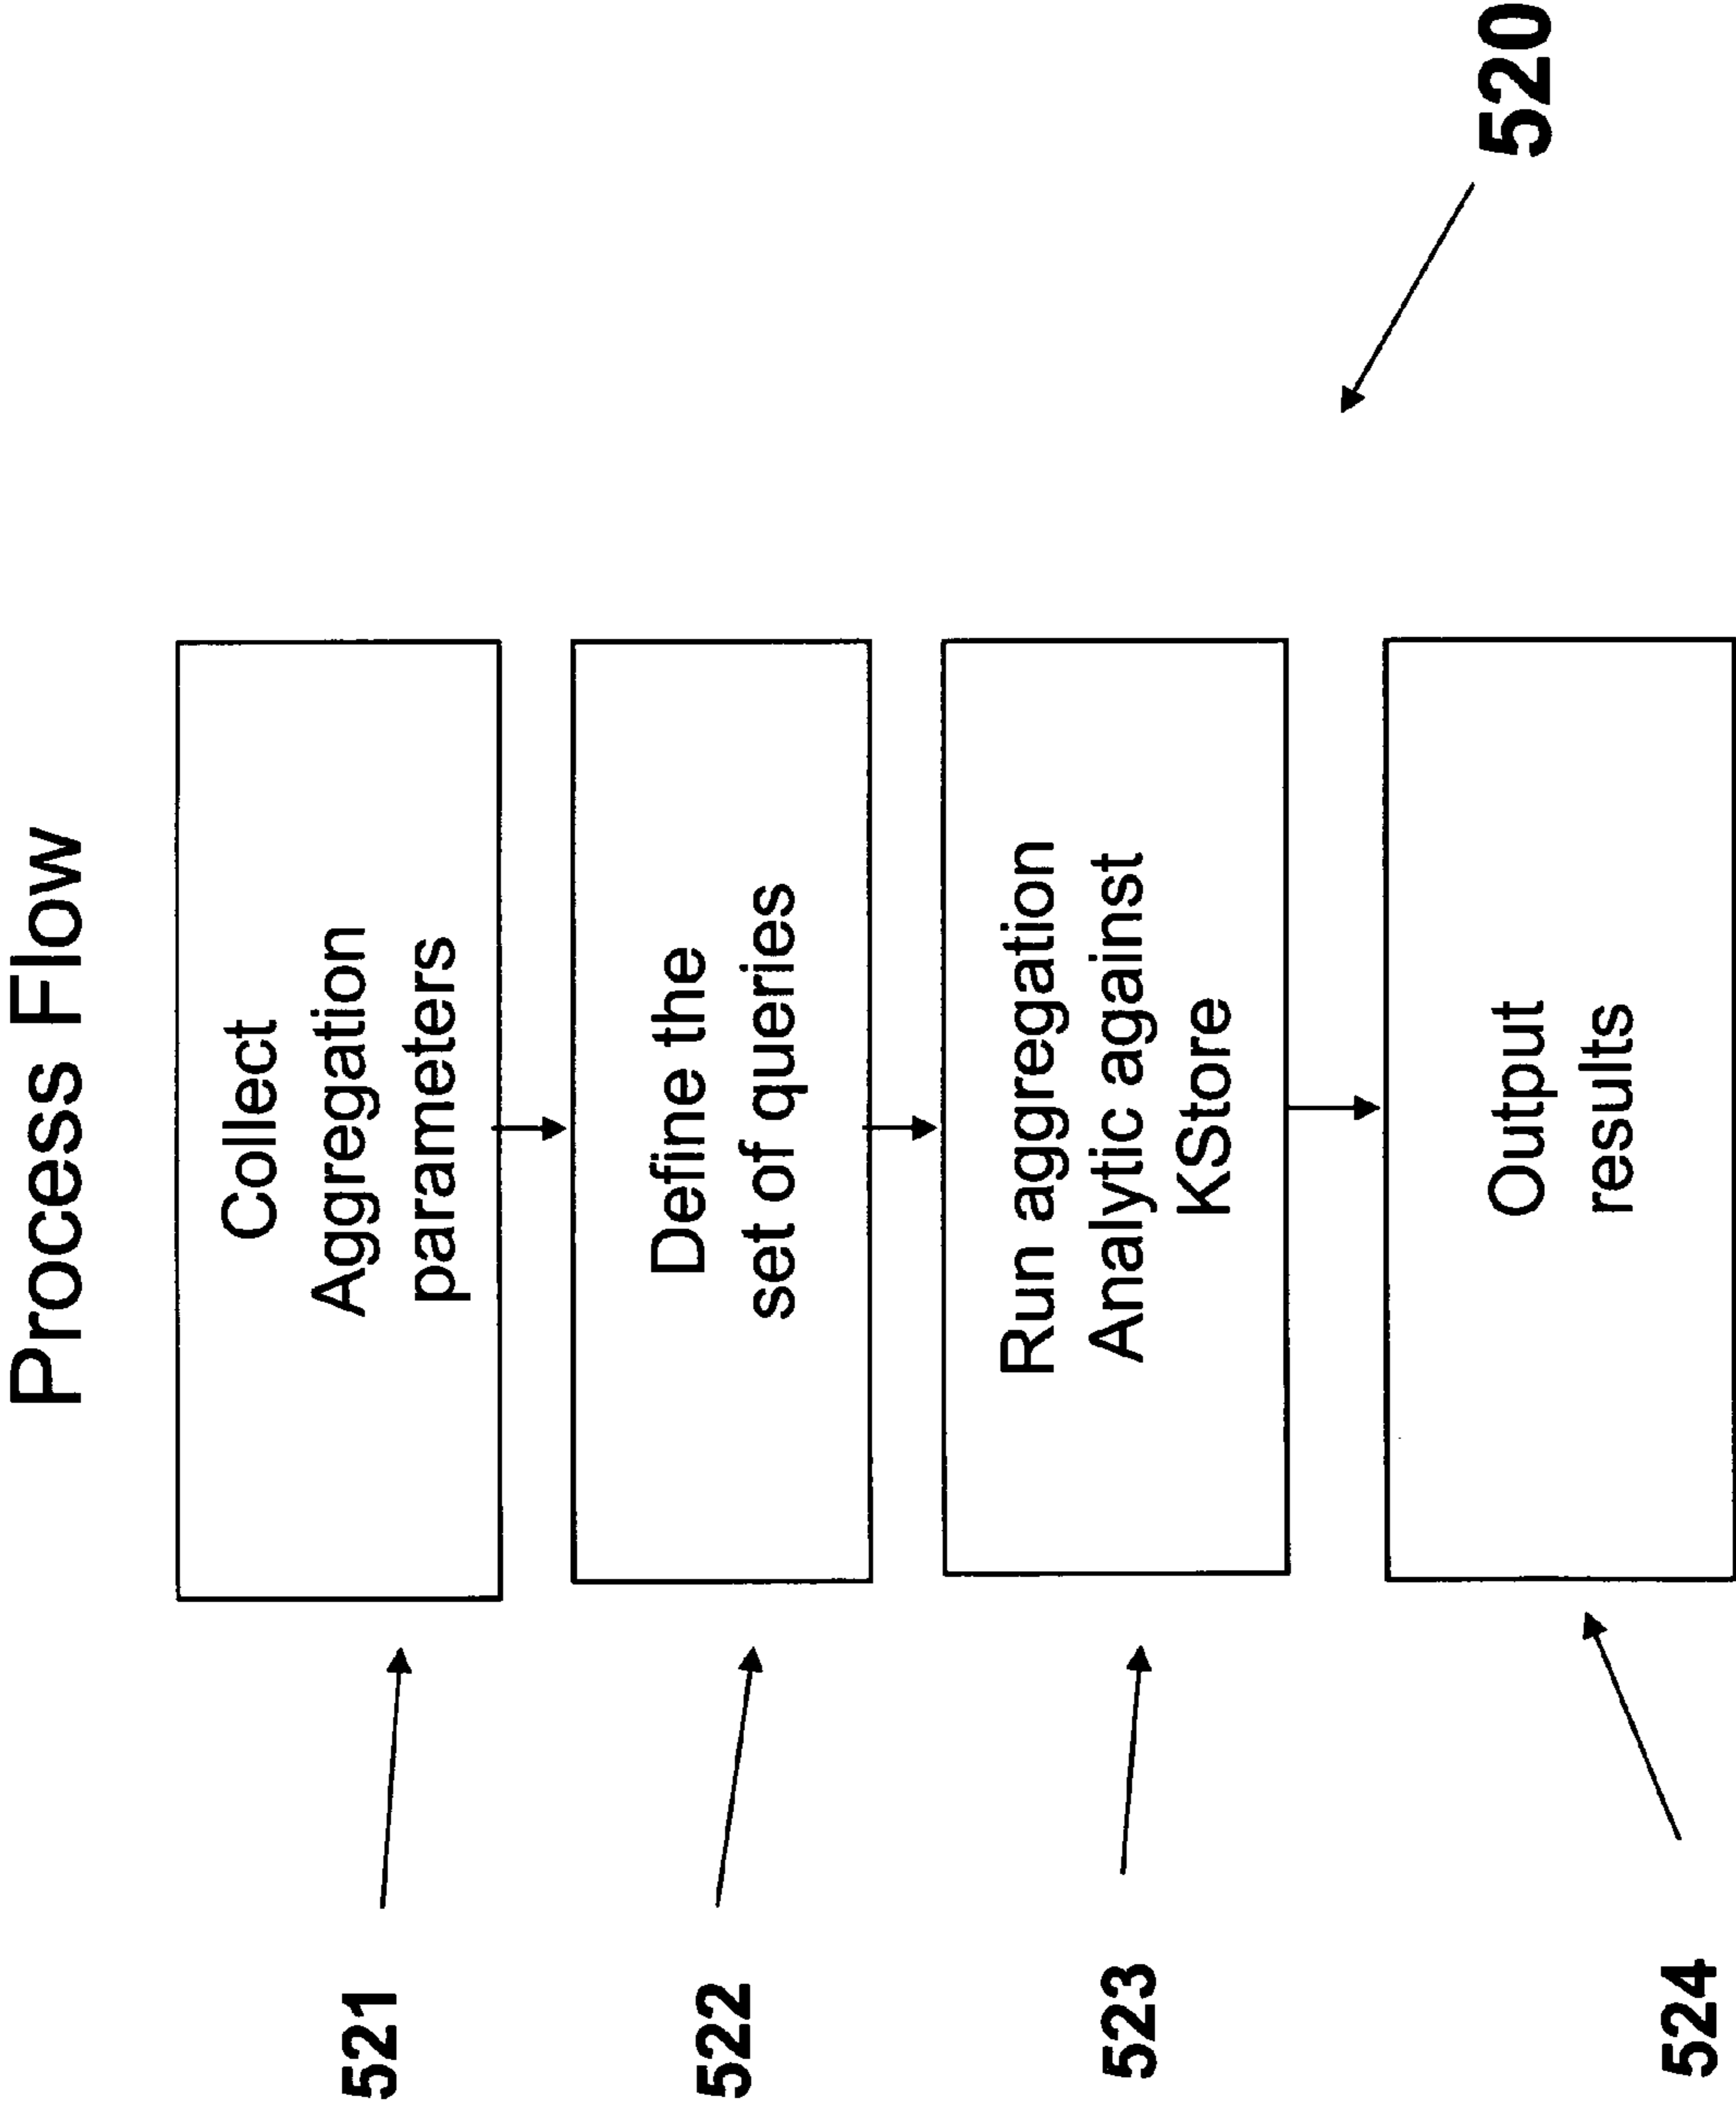 Process Flow
521
Collect
Aggregation
parameters
522
Define the
set of queries
523
Run aggregation
Analytic against
KStore
524
Output
results
520